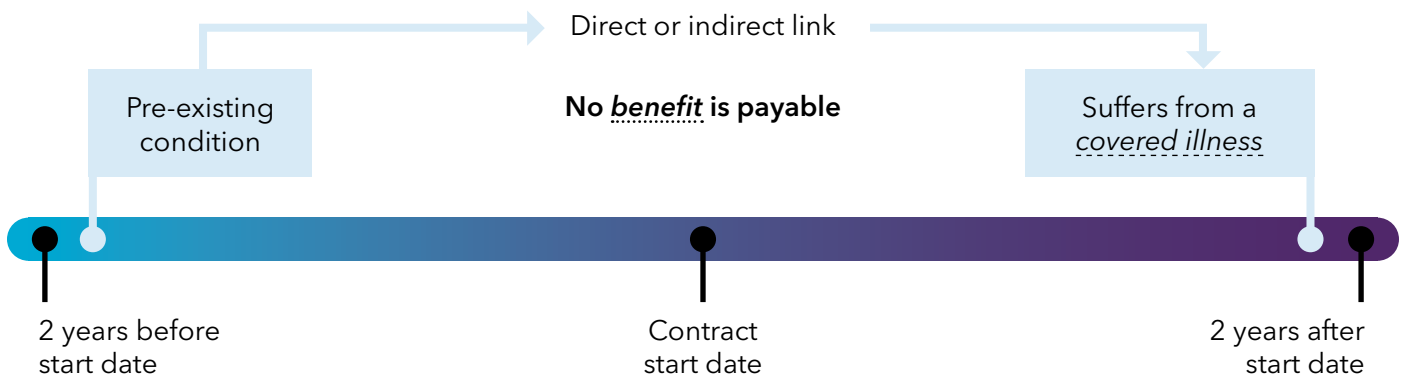 Direct or indirect link
Pre-existing
condition
No benefit is payable
Suffers from a
covered illness
2 years before
start date
Contract
start date
2 years after
start date